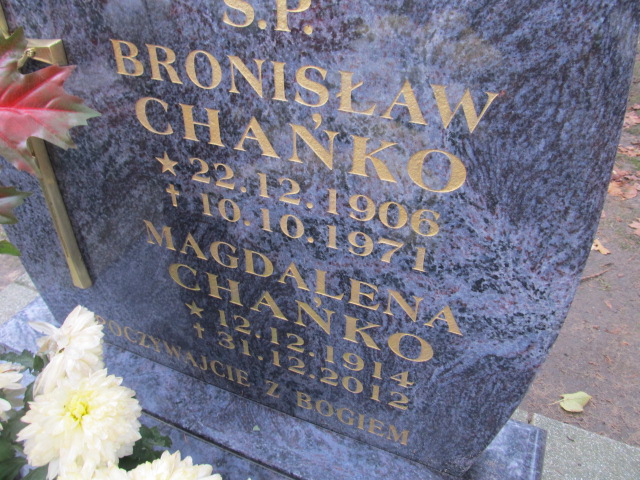 Ś.P.
BRONISŁAW
CHAŃKO
★ 22.12.1906
✝ 10.10.1971
MAGDALENA
CHAŃKO
★ 12.12.1914
✝ 31.12.2012
SPOCZYWAJCIE Z BOGIEM